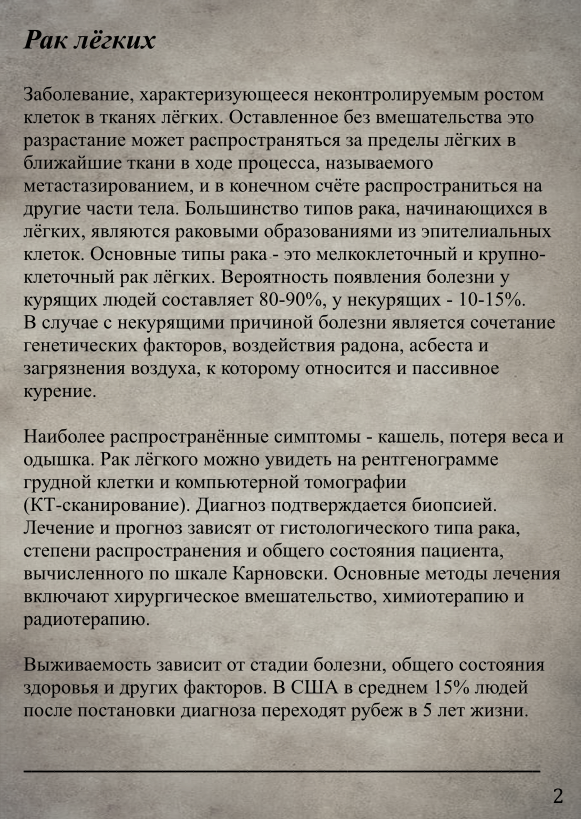 Рак лёгких
Заболевание, характеризующееся неконтролируемым ростом
клеток в тканях лёгких. Оставленное без вмешательства это
разрастание может распространяться за пределы лёгких в
ближайшие ткани в ходе процесса, называемого
метастазированием, и в конечном счёте распространиться на
другие части тела. Большинство типов рака, начинающихся в
лёгких, являются раковыми образованиями из эпителиальных
клеток. Основные типы рака - это мелкоклеточный и крупно-
клеточный рак лёгких. Вероятность появления болезни у
курящих людей составляет 80-90%, у некурящих - 10-15%.
В случае с некурящими причиной болезни является сочетание
генетических факторов, воздействия радона, асбеста и
загрязнения воздуха, к которому относится и пассивное
курение.
Наиболее распространённые симптомы - кашель, потеря веса и
одышка. Рак лёгкого можно увидеть на рентгенограмме
грудной клетки и компьютерной томографии
(КТ-сканирование). Диагноз подтверждается биопсией.
Лечение и прогноз зависят от гистологического типа рака,
степени распространения и общего состояния пациента,
вычисленного по шкале Карновски. Основные методы лечения
включают хирургическое вмешательство, химиотерапию и
радиотерапию.
Выживаемость зависит от стадии болезни, общего состояния
здоровья и других факторов. В США в среднем 15% людей
после постановки диагноза переходят рубеж в 5 лет жизни.
2